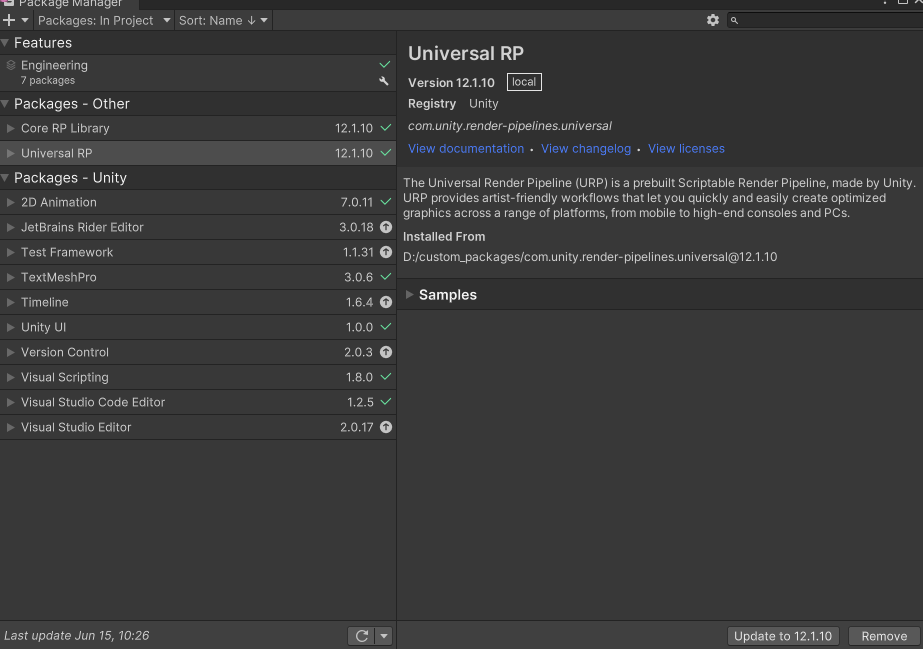 Package Manager
Packages: In Project
Sort: Name ↓
Features
Engineering
7 packages
Packages - Other
Core RP Library 12.1.10
Universal RP 12.1.10
Packages - Unity
2D Animation 7.0.11
JetBrains Rider Editor 3.0.18
Test Framework 1.1.31
TextMeshPro 3.0.6
Timeline 1.6.4
Unity UI 1.0.0
Version Control 2.0.3
Visual Scripting 1.8.0
Visual Studio Code Editor 1.2.5
Visual Studio Editor 2.0.17
Last update Jun 15, 10:26
Universal RP
Version 12.1.10 local
Registry Unity
com.unity.render-pipelines.universal
View documentation • View changelog • View licenses
The Universal Render Pipeline (URP) is a prebuilt Scriptable Render Pipeline, made by Unity.
URP provides artist-friendly workflows that let you quickly and easily create optimized
graphics across a range of platforms, from mobile to high-end consoles and PCs.
Installed From
D:/custom_packages/com.unity.render-pipelines.universal@12.1.10
Samples
Update to 12.1.10
Remove